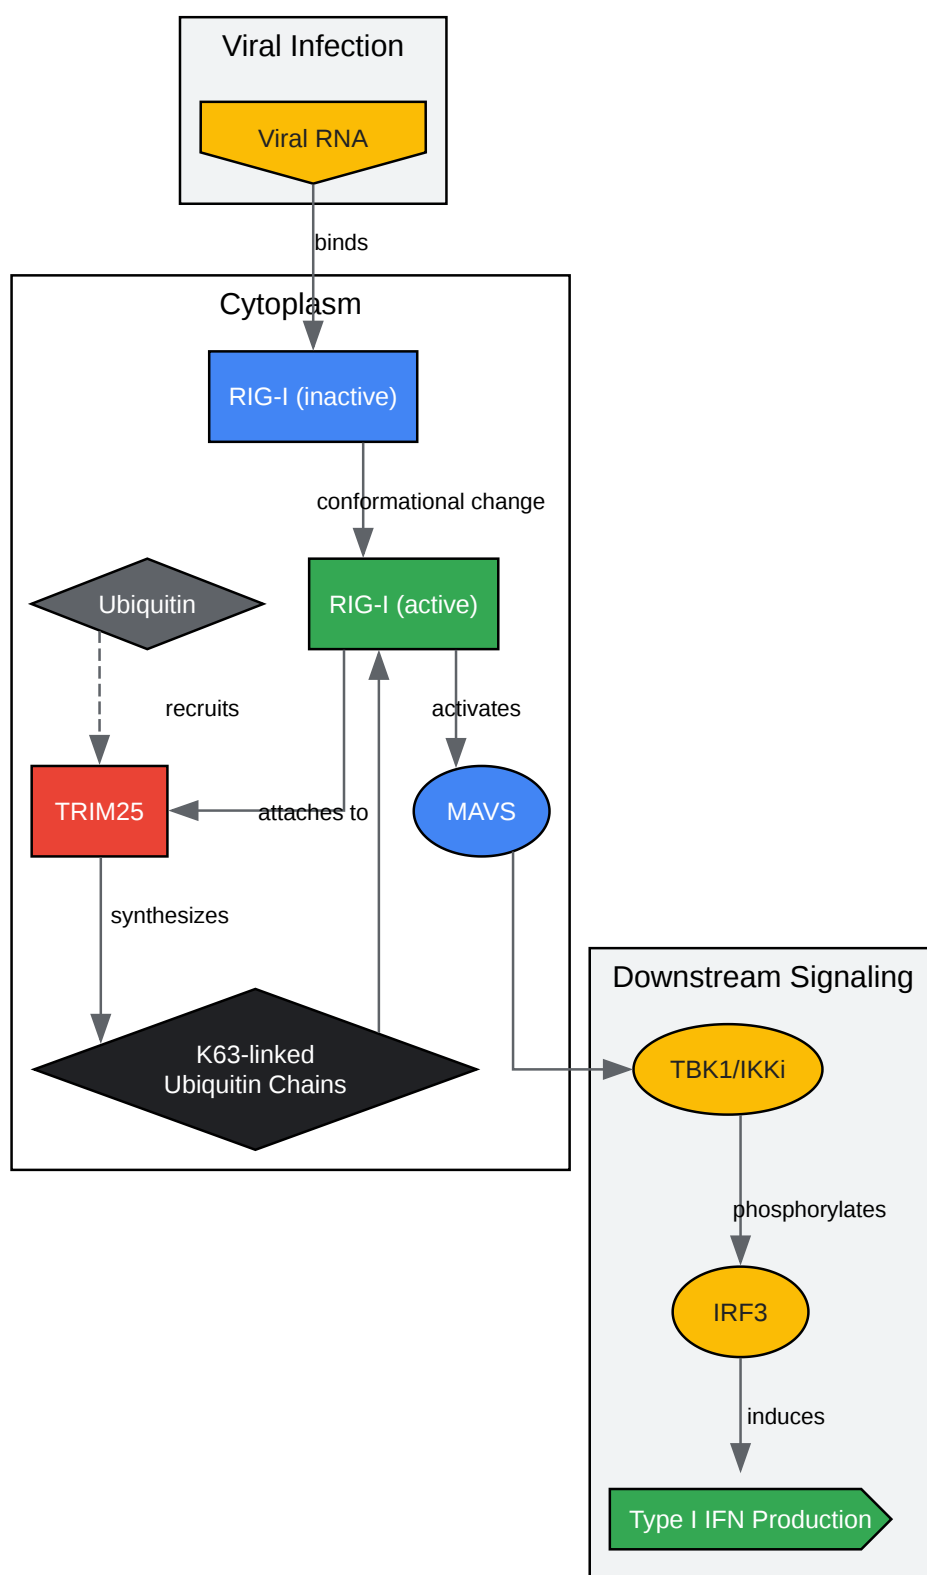 Viral Infection
Viral RNA
binds
Cytoplasm
RIG-I (inactive)
conformational change
Ubiquitin
RIG-I (active)
recruits
activates
TRIM25
attaches to
MAVS
synthesizes
K63-linked
Ubiquitin Chains
Downstream Signaling
TBK1/IKKi
phosphorylates
IRF3
induces
Type I IFN Production